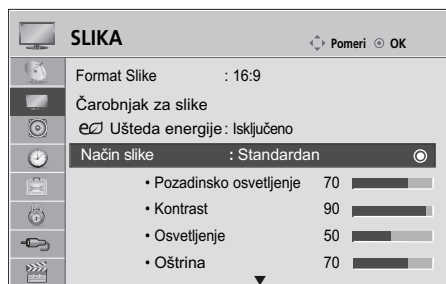 SLIKA
Pomeri OK
Format Slike : 16:9
Čarobnjak za slike
Ušteda energije : Isključeno
Način slike : Standardan
• Pozadinsko osvetljenje 70
• Kontrast 90
• Osvetljenje 50
• Oštrina 70